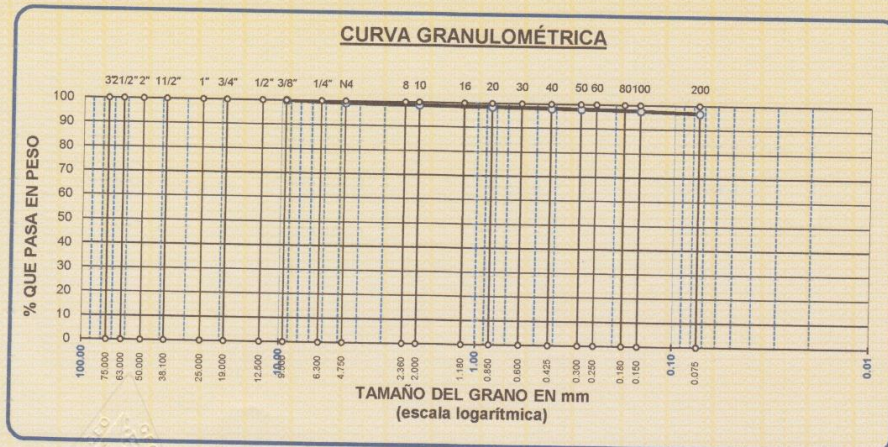 CURVA GRANULOMÉTRICA
3" 21/2" 2" 11/2" 1" 3/4" 1/2" 3/8" 1/4" N4 8 10 16 20 30 40 50 60 80 100 200
% QUE PASA EN PESO
100
90
80
70
60
50
40
30
20
10
0
100.00 10.00 1.00 0.10 0.01
75.000 63.000 50.000 38.100 25.000 19.000 12.500 9.500 6.300 4.750 2.360 2.000 1.180 0.850 0.600 0.425 0.300 0.250 0.180 0.150 0.075
TAMAÑO DEL GRANO EN mm
(escala logarítmica)